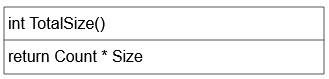 int TotalSize()
return Count * Size